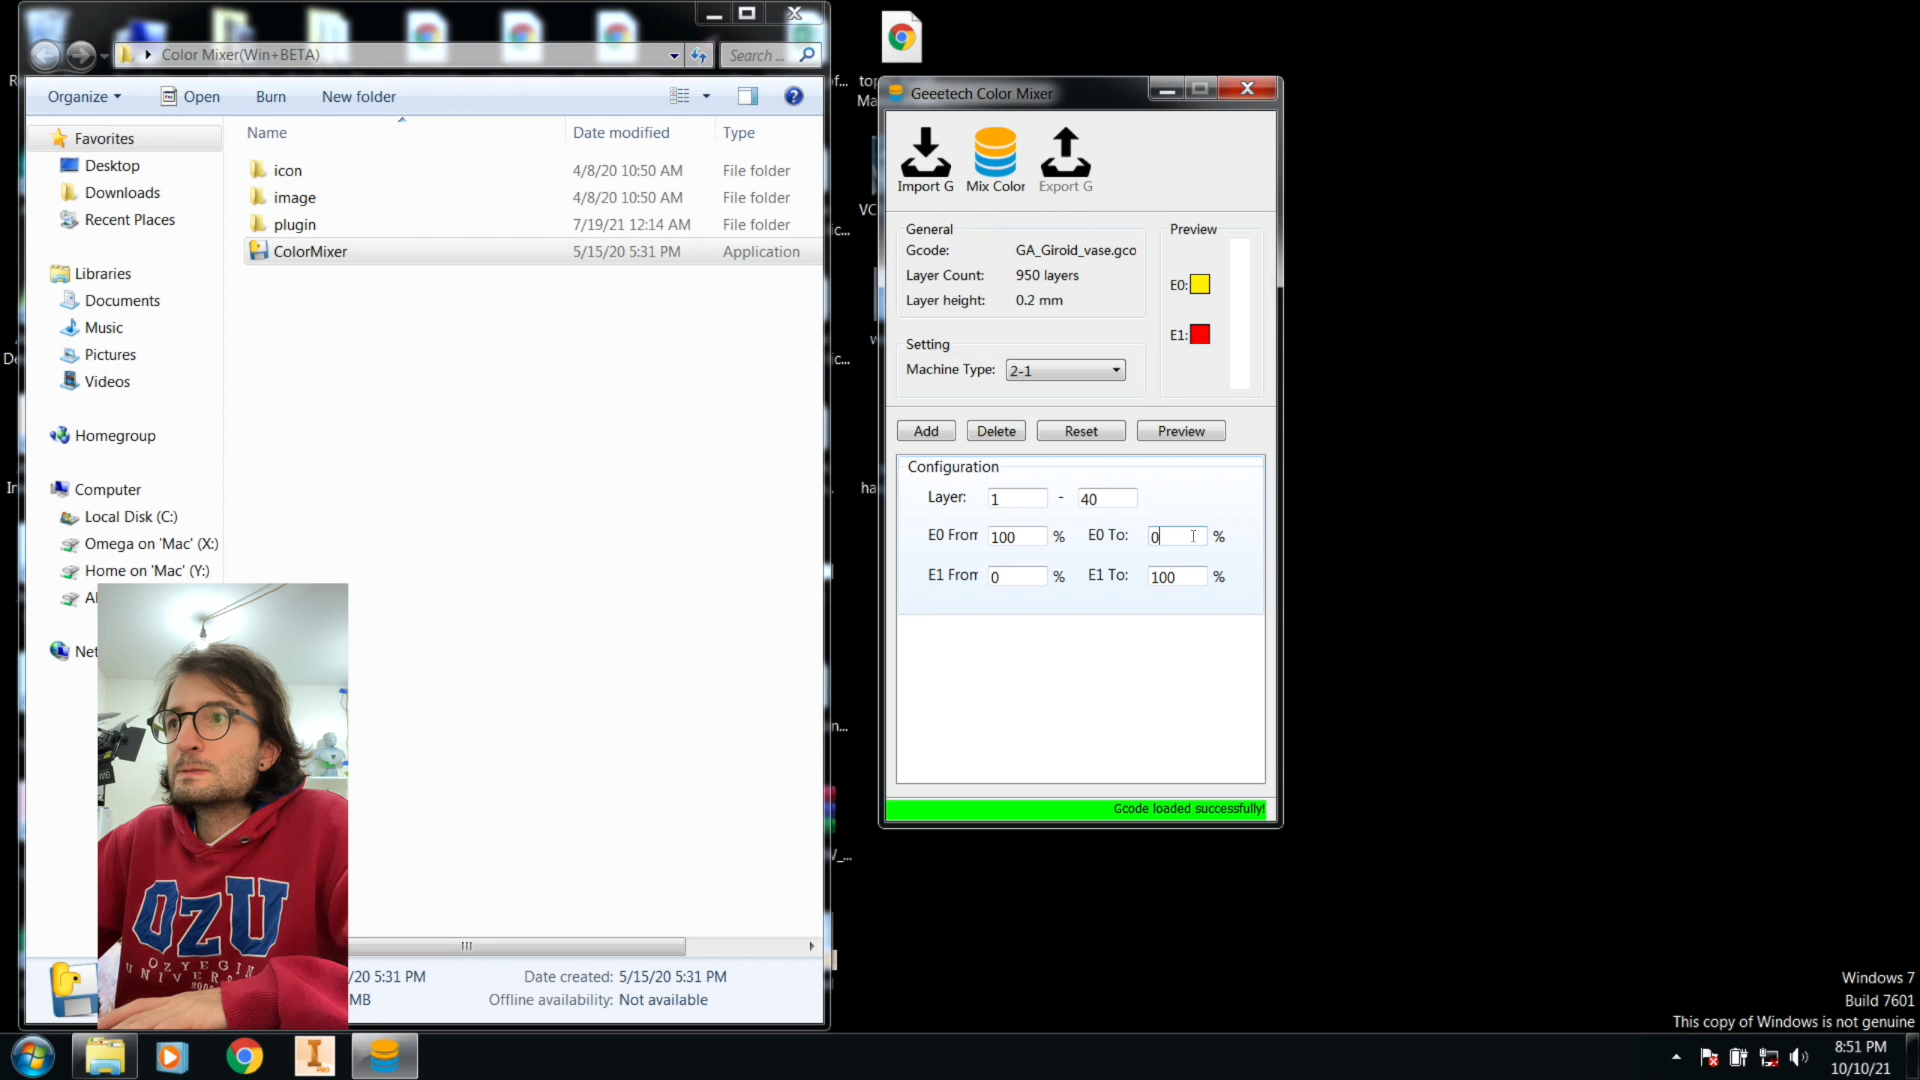 Color Mixer(Win+BETA)
Search ...
Organize
Open
Burn
New folder
Name
Date modified
Type
Favorites
Desktop
Downloads
Recent Places
Libraries
Documents
Music
Pictures
Videos
Homegroup
Computer
Local Disk (C:)
Omega on 'Mac' (X:)
Home on 'Mac' (Y:)
icon
4/8/20 10:50 AM
File folder
image
4/8/20 10:50 AM
File folder
plugin
7/19/21 12:14 AM
File folder
ColorMixer
5/15/20 5:31 PM
Application
/20 5:31 PM
Date created: 5/15/20 5:31 PM
MB
Offline availability: Not available
OzU
OZYEGIN
UNIVERS
Geeetech Color Mixer
Import G
Mix Color
Export G
General
Gcode: GA_Giroid_vase.gco
Layer Count: 950 layers
Layer height: 0.2 mm
Preview
E0:
E1:
Setting
Machine Type: 2-1
Add
Delete
Reset
Preview
Configuration
Layer: 1 - 40
E0 From 100 % E0 To: 0 %
E1 From 0 % E1 To: 100 %
Gcode loaded successfully!
Windows 7
Build 7601
This copy of Windows is not genuine
8:51 PM
10/10/21